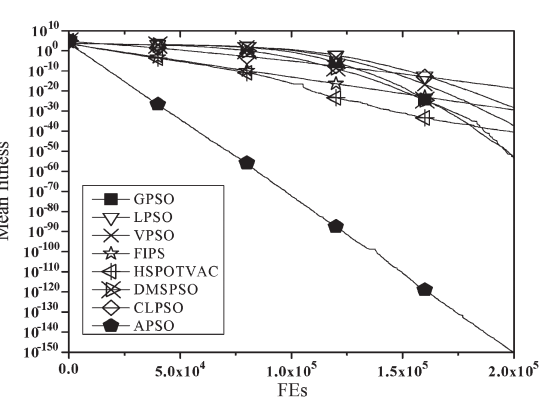 10^10
10^0
10^-10
10^-20
10^-30
10^-40
10^-50
10^-60
10^-70
10^-80
10^-90
10^-100
10^-110
10^-120
10^-130
10^-140
10^-150
Mean fitness
GPSO
LPSO
VPSO
FIPS
HSPOTVAC
DMSPSO
CLPSO
APSO
0.0 5.0x10^4 1.0x10^5 1.5x10^5 2.0x10^5
FEs